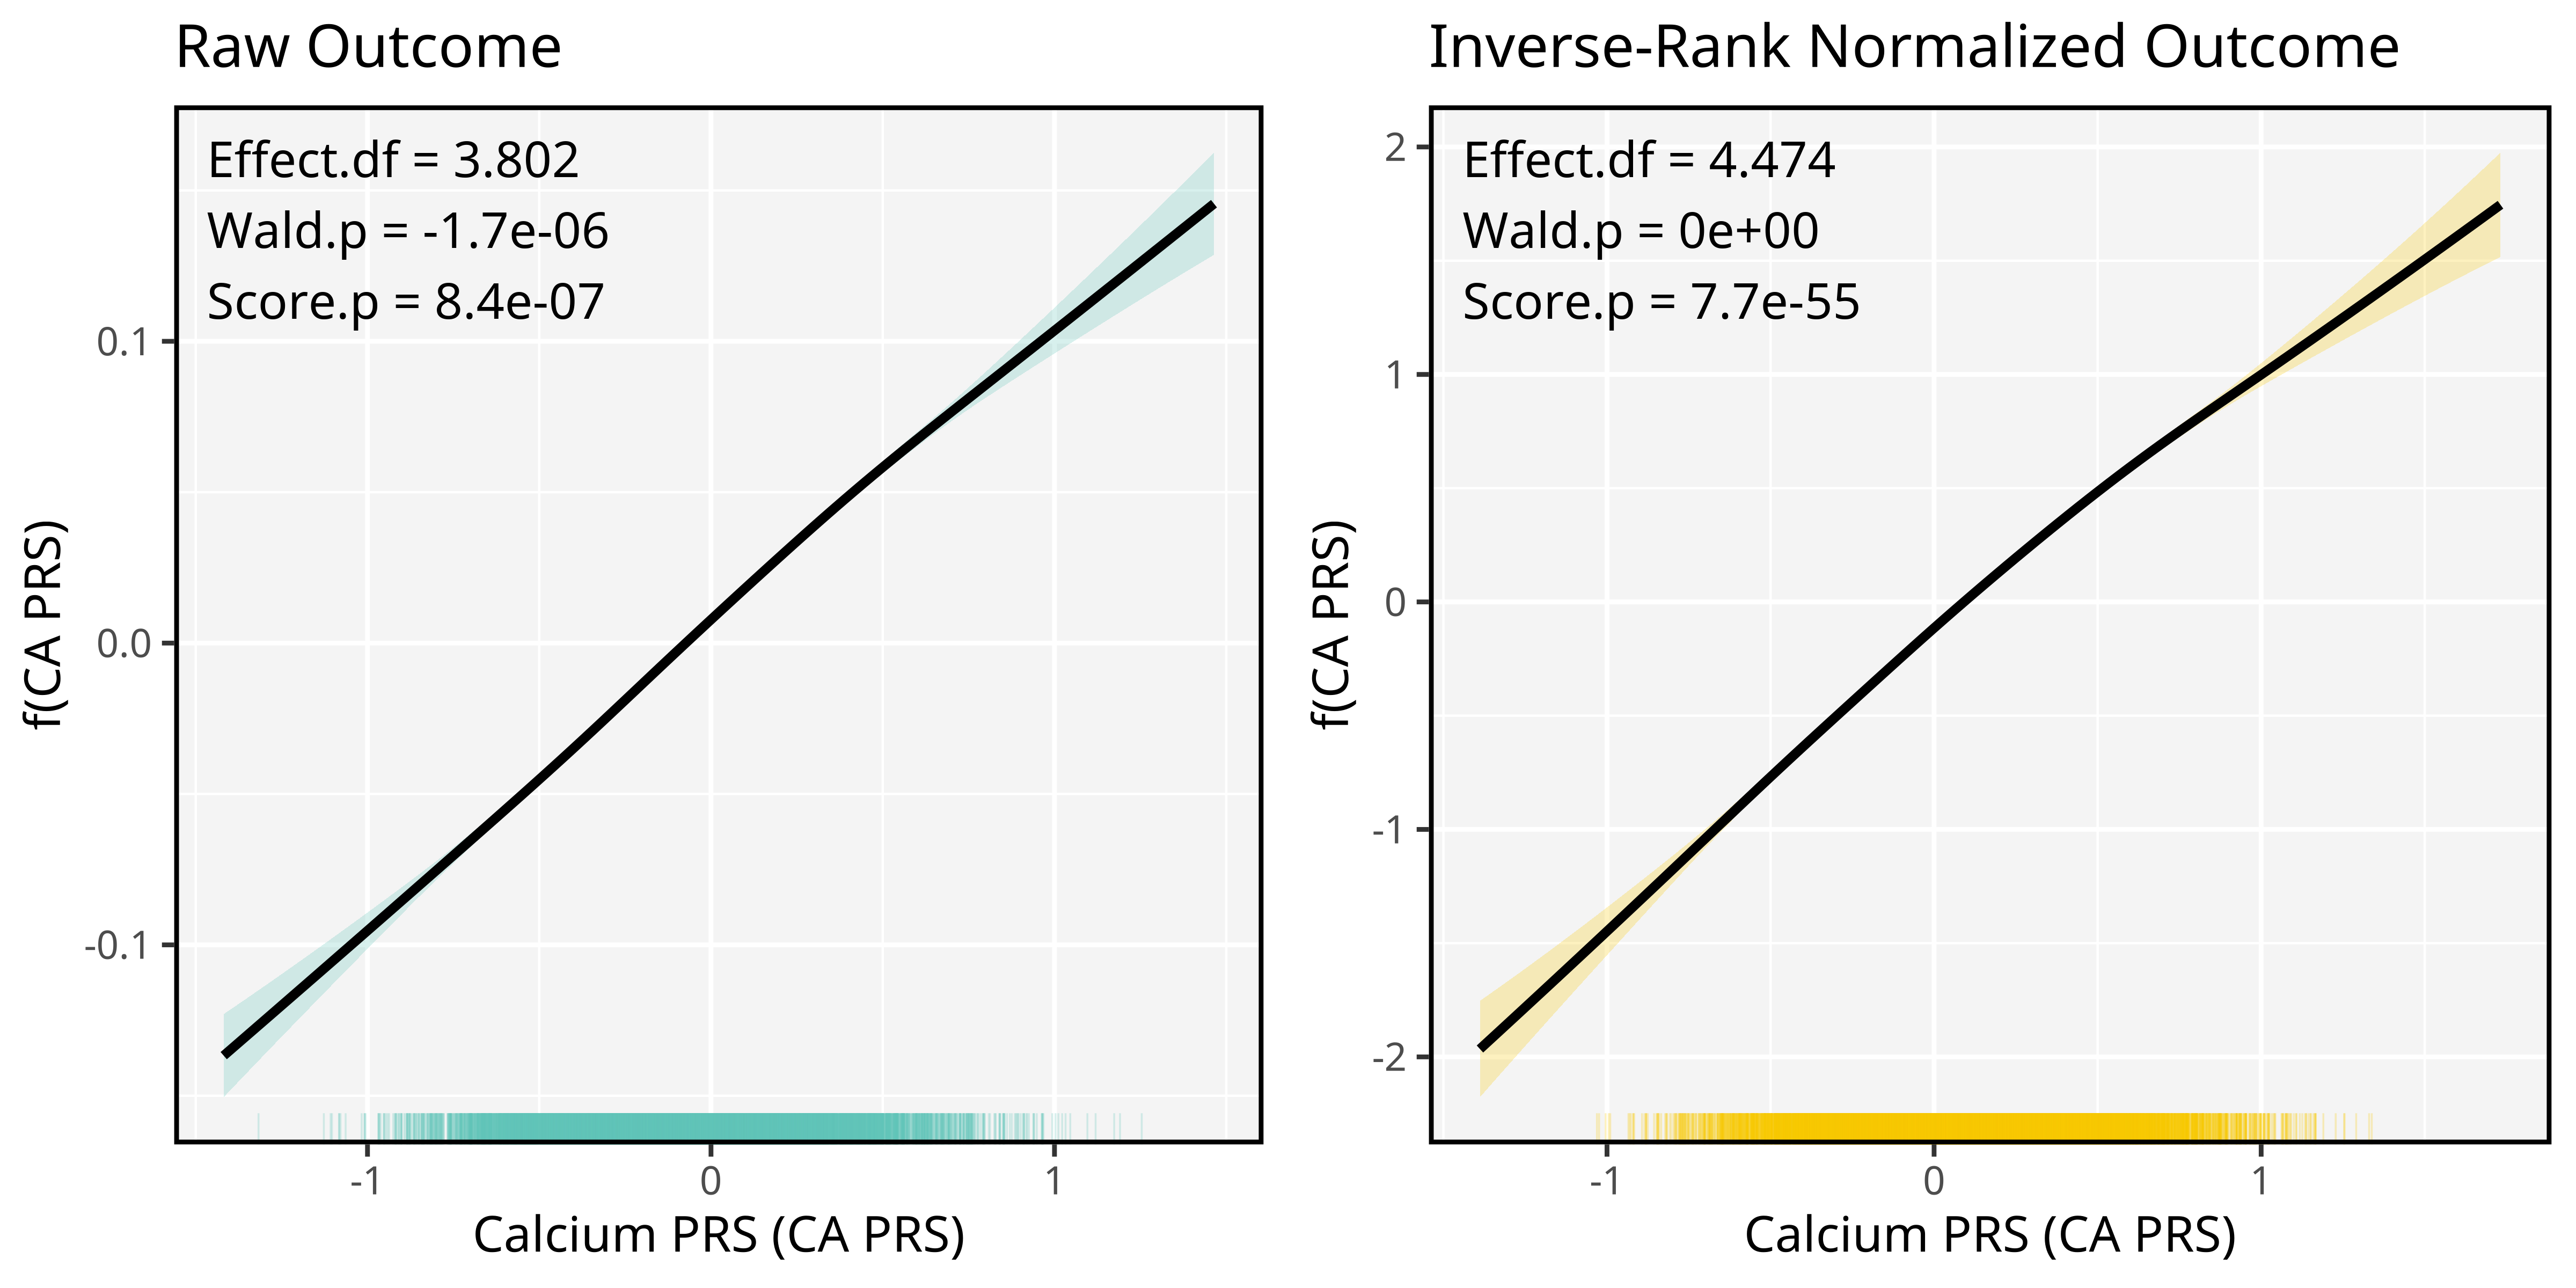 Raw Outcome
Effect.df = 3.802
Wald.p = -1.7e-06
Score.p = 8.4e-07
0.1
0.0
-0.1
f(CA PRS)
-1
0
1
Calcium PRS (CA PRS)
Inverse-Rank Normalized Outcome
Effect.df = 4.474
Wald.p = 0e+00
Score.p = 7.7e-55
2
1
0
-1
-2
f(CA PRS)
-1
0
1
Calcium PRS (CA PRS)